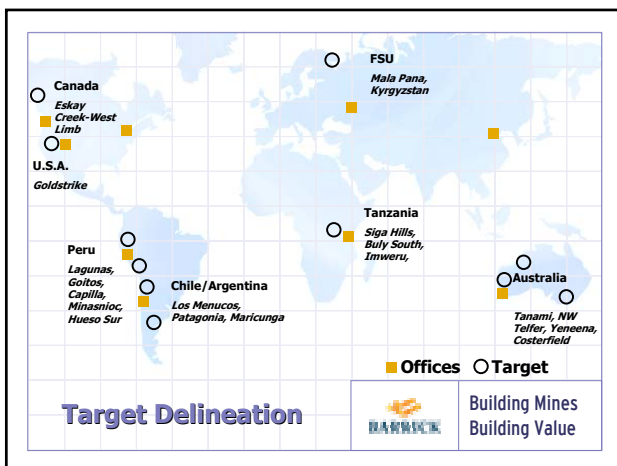 Canada
Eskay
Creek-West
Limb
U.S.A.
Goldstrike
FSU
Mala Pana,
Kyrgyzstan
Tanzania
Siga Hills,
Buly South,
Imweru,
Peru
Lagunas,
Goitos,
Capilla,
Minasnioc,
Hueso Sur
Chile/Argentina
Los Menucos,
Patagonia, Maricunga
Australia
Tanami, NW
Telfer, Yeneena,
Costerfield
Offices
Target
Target Delineation
BARRICK
Building Mines
Building Value